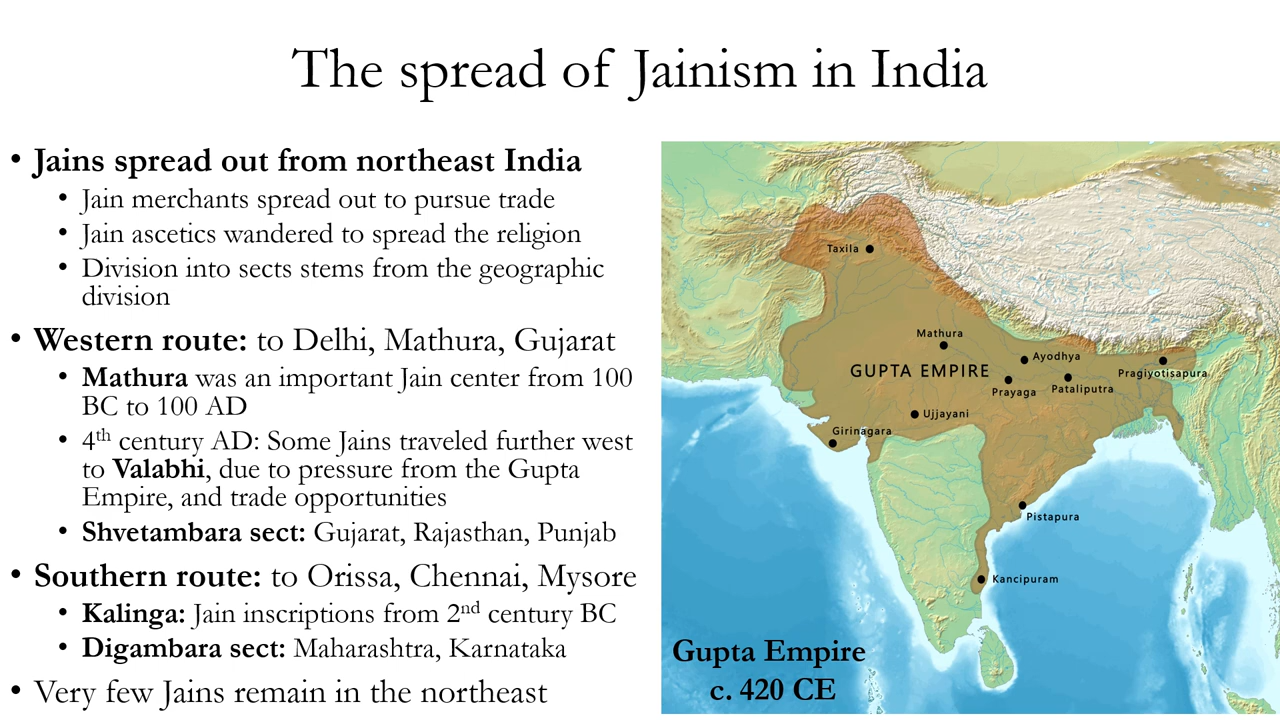 The spread of Jainism in India
• Jains spread out from northeast India
• Jain merchants spread out to pursue trade
• Jain ascetics wandered to spread the religion
• Division into sects stems from the geographic
division
• Western route: to Delhi, Mathura, Gujarat
• Mathura was an important Jain center from 100
BC to 100 AD
• 4th century AD: Some Jains traveled further west
to Valabhi, due to pressure from the Gupta
Empire, and trade opportunities
• Shvetambara sect: Gujarat, Rajasthan, Punjab
• Southern route: to Orissa, Chennai, Mysore
• Kalinga: Jain inscriptions from 2nd century BC
• Digambara sect: Maharashtra, Karnataka
• Very few Jains remain in the northeast
Taxila
Mathura
Ayodhya
GUPTA EMPIRE
Pragiyotisapura
Prayaga
Pataliputra
Ujjayani
Girinagara
Pistapura
Kancipuram
Gupta Empire
c. 420 CE